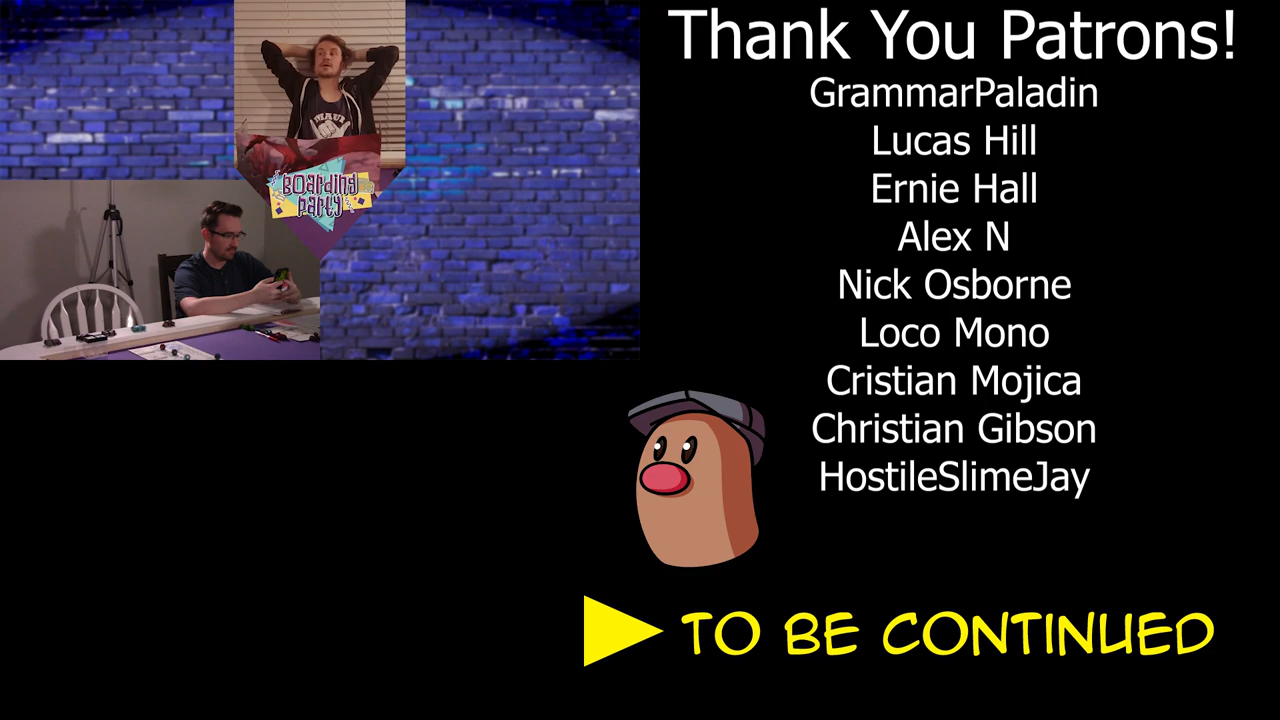 Thank You Patrons!
GrammarPaladin
Lucas Hill
Ernie Hall
Alex N
Nick Osborne
Loco Mono
Cristian Mojica
Christian Gibson
HostileSlimeJay
BOARDING
PARTY
TO BE CONTINUED